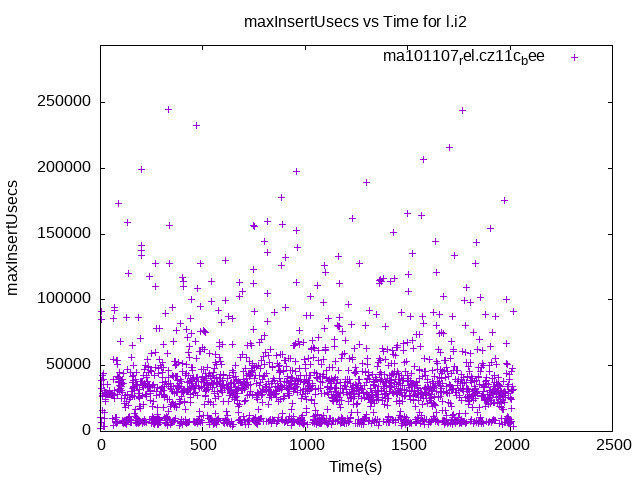 maxInsertUsecs vs Time for l.i2
ma101107rel.cz11cbee
250000
200000
150000
100000
50000
0
maxInsertUsecs
0 500 1000 1500 2000 2500
Time(s)